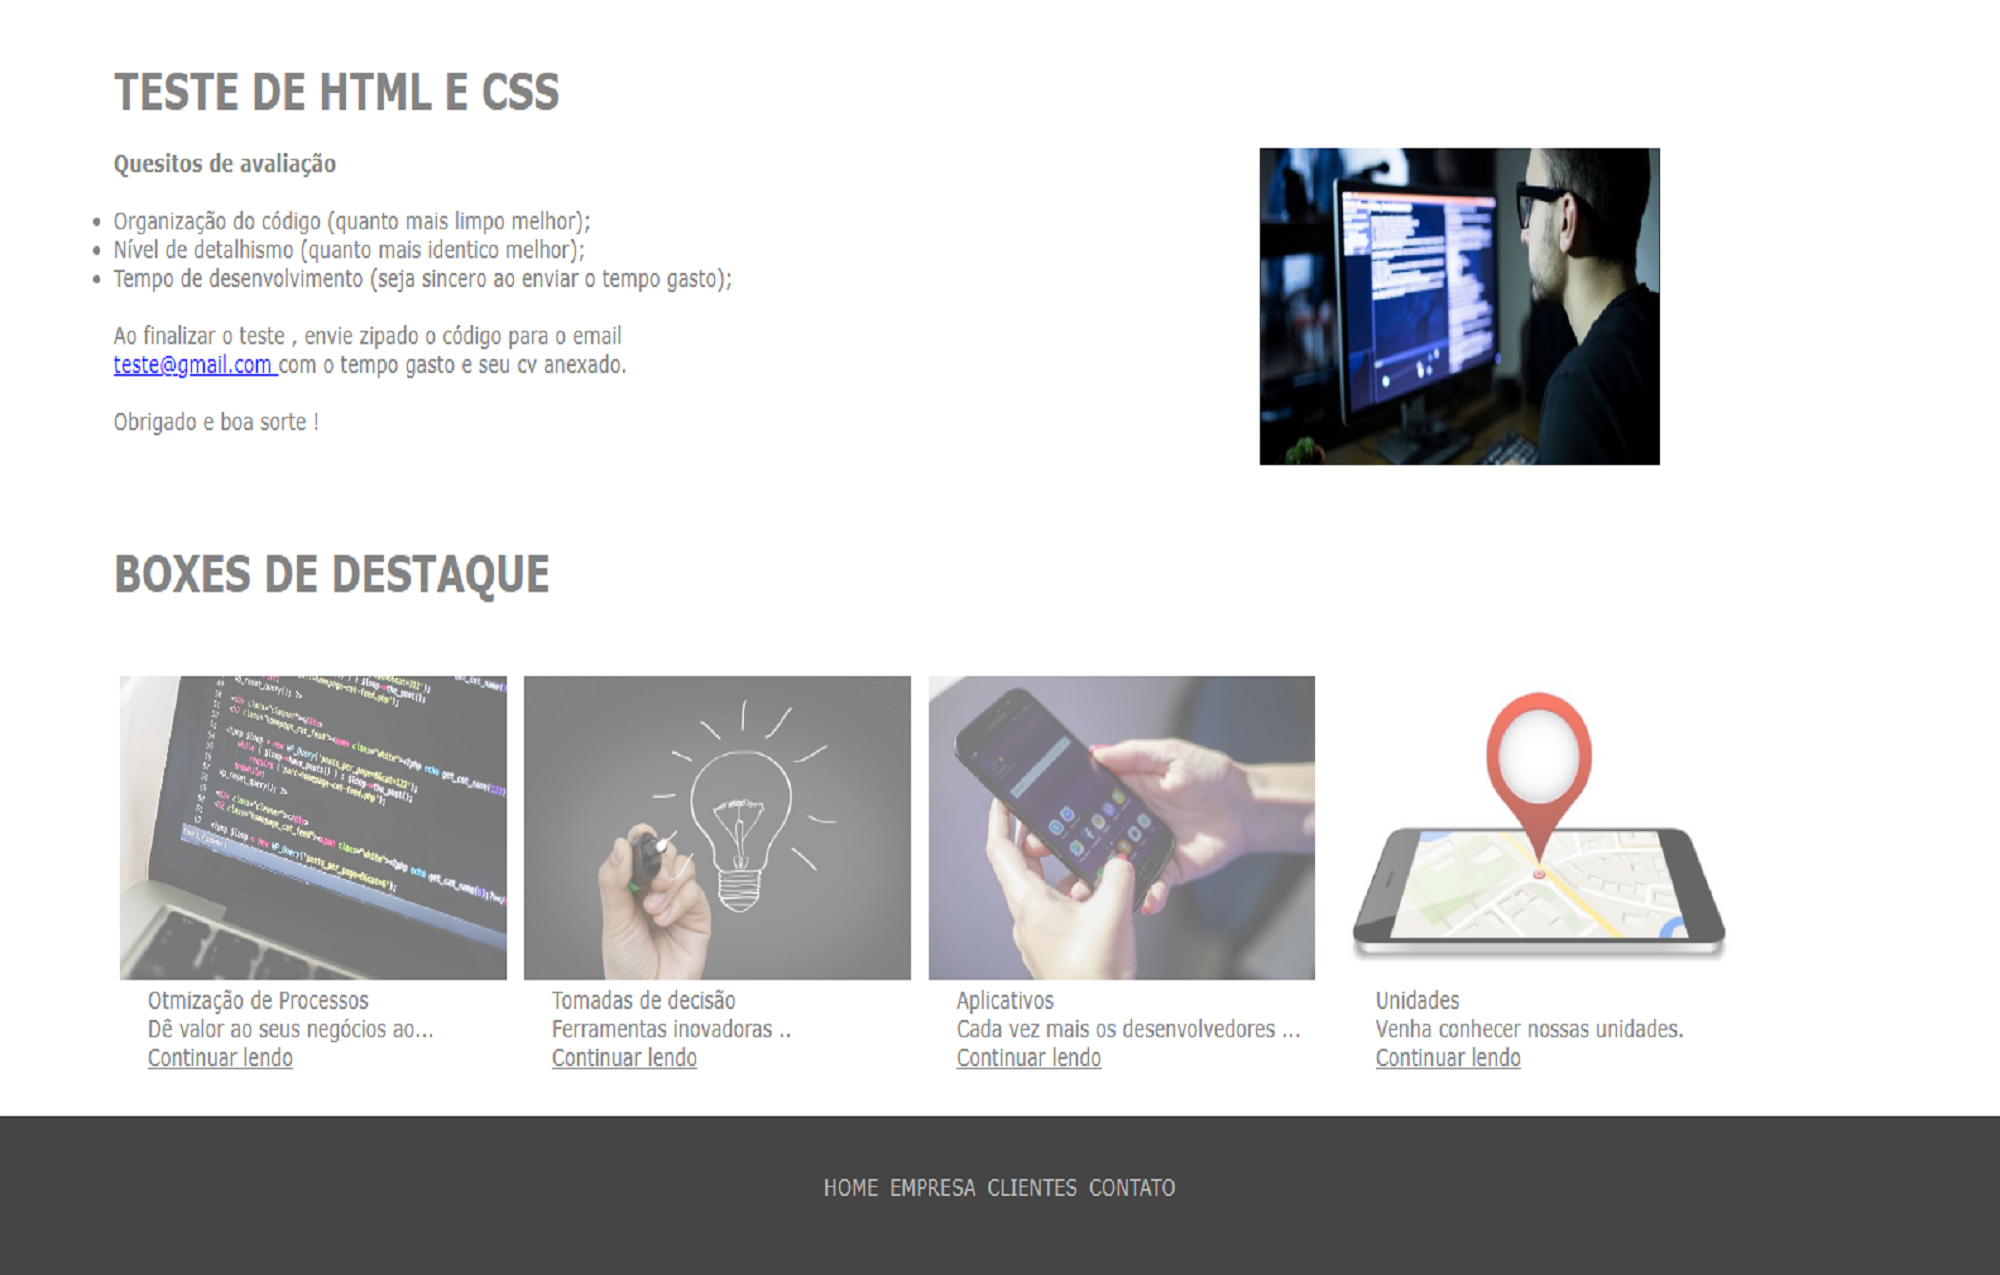 TESTE DE HTML E CSS
Quesitos de avaliação
Organização do código (quanto mais limpo melhor);
Nível de detalhismo (quanto mais identico melhor);
Tempo de desenvolvimento (seja sincero ao enviar o tempo gasto);
Ao finalizar o teste , envie zipado o código para o email
teste@gmail.com com o tempo gasto e seu cv anexado.
Obrigado e boa sorte !
BOXES DE DESTAQUE
Otmização de Processos
Dê valor ao seus negócios ao...
Continuar lendo
Tomadas de decisão
Ferramentas inovadoras ..
Continuar lendo
Aplicativos
Cada vez mais os desenvolvedores ...
Continuar lendo
Unidades
Venha conhecer nossas unidades.
Continuar lendo
HOME EMPRESA CLIENTES CONTATO